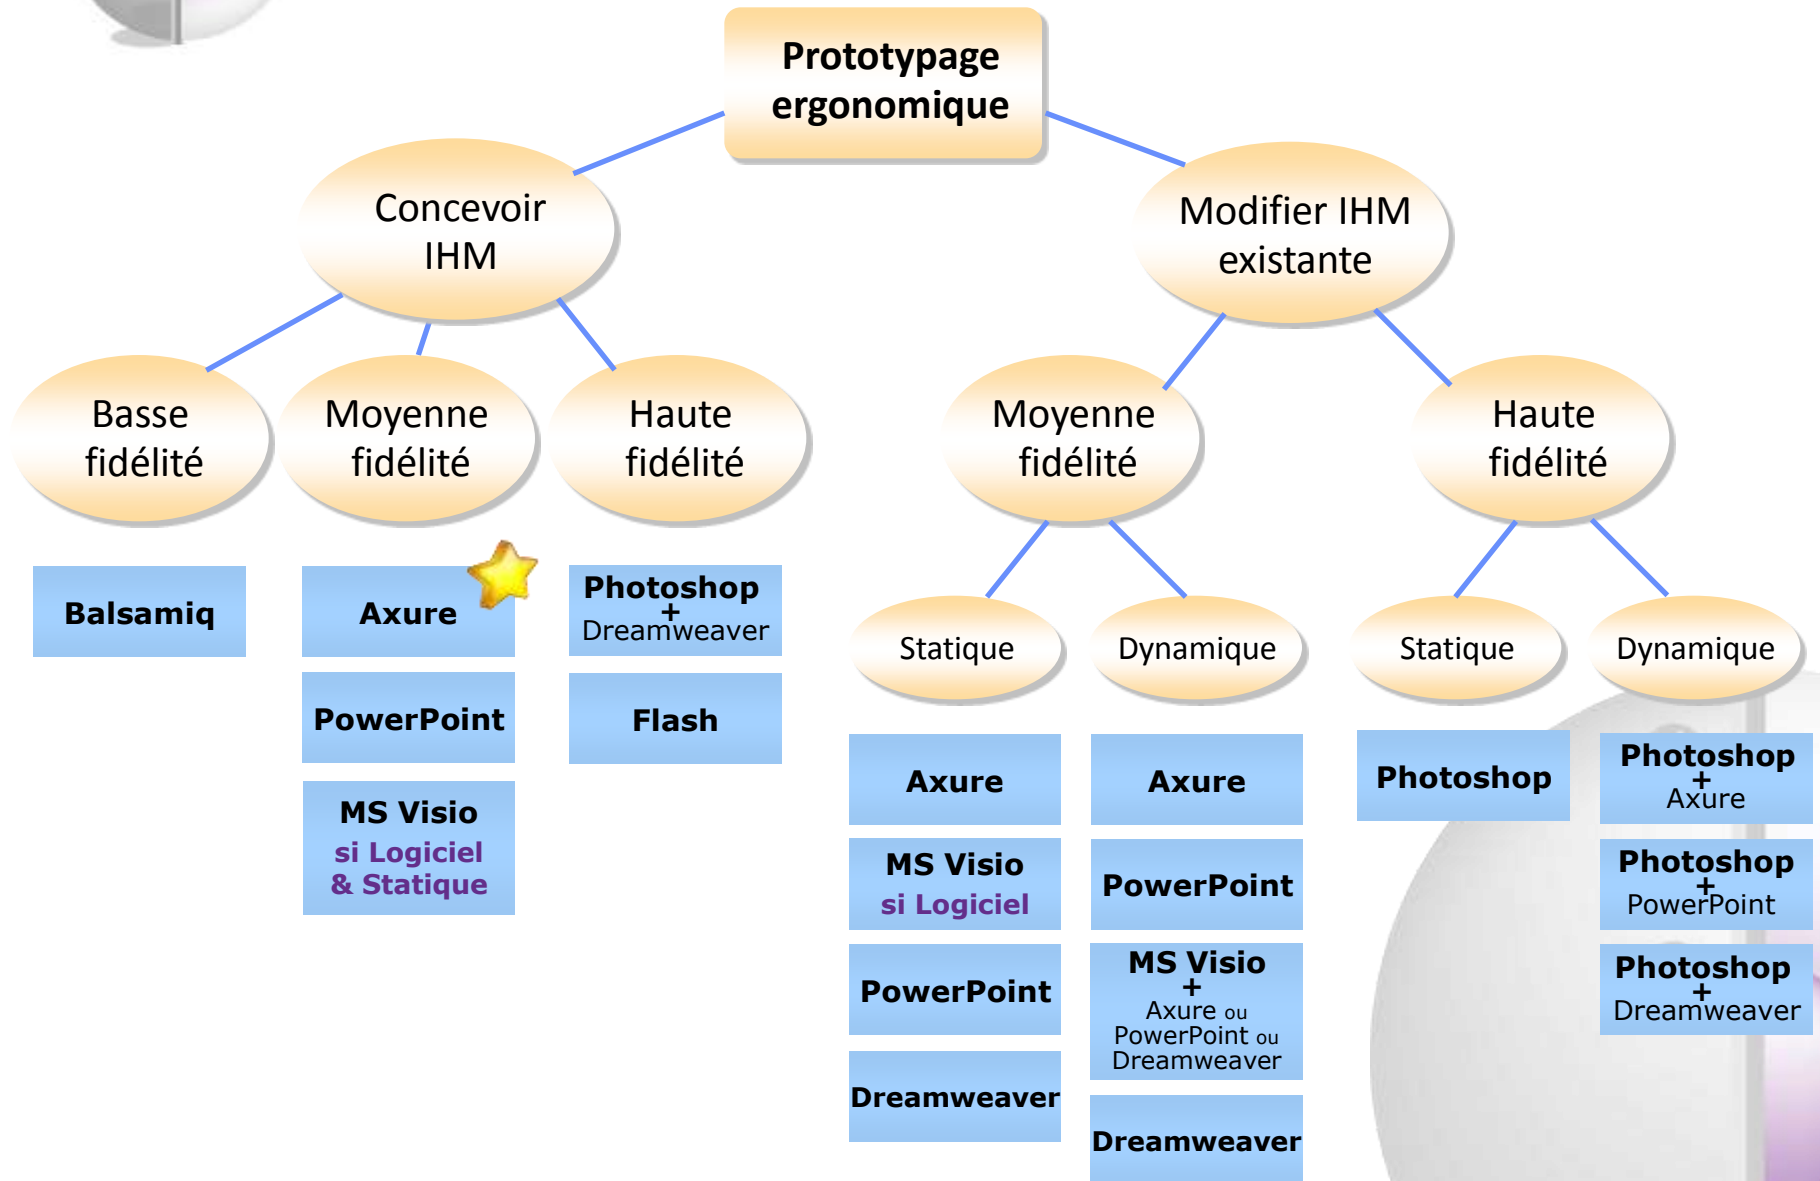 Prototypage
ergonomique
Concevoir
IHM
Modifier IHM
existante
Basse
fidélité
Moyenne
fidélité
Haute
fidélité
Moyenne
fidélité
Haute
fidélité
Balsamiq
Axure
PowerPoint
MS Visio
si Logiciel
& Statique
Photoshop
+
Dreamweaver
Flash
Statique
Dynamique
Statique
Dynamique
Axure
MS Visio
si Logiciel
PowerPoint
Dreamweaver
Axure
PowerPoint
MS Visio
+
Axure ou
PowerPoint ou
Dreamweaver
Dreamweaver
Photoshop
Photoshop
+
Axure
Photoshop
+
PowerPoint
Photoshop
+
Dreamweaver